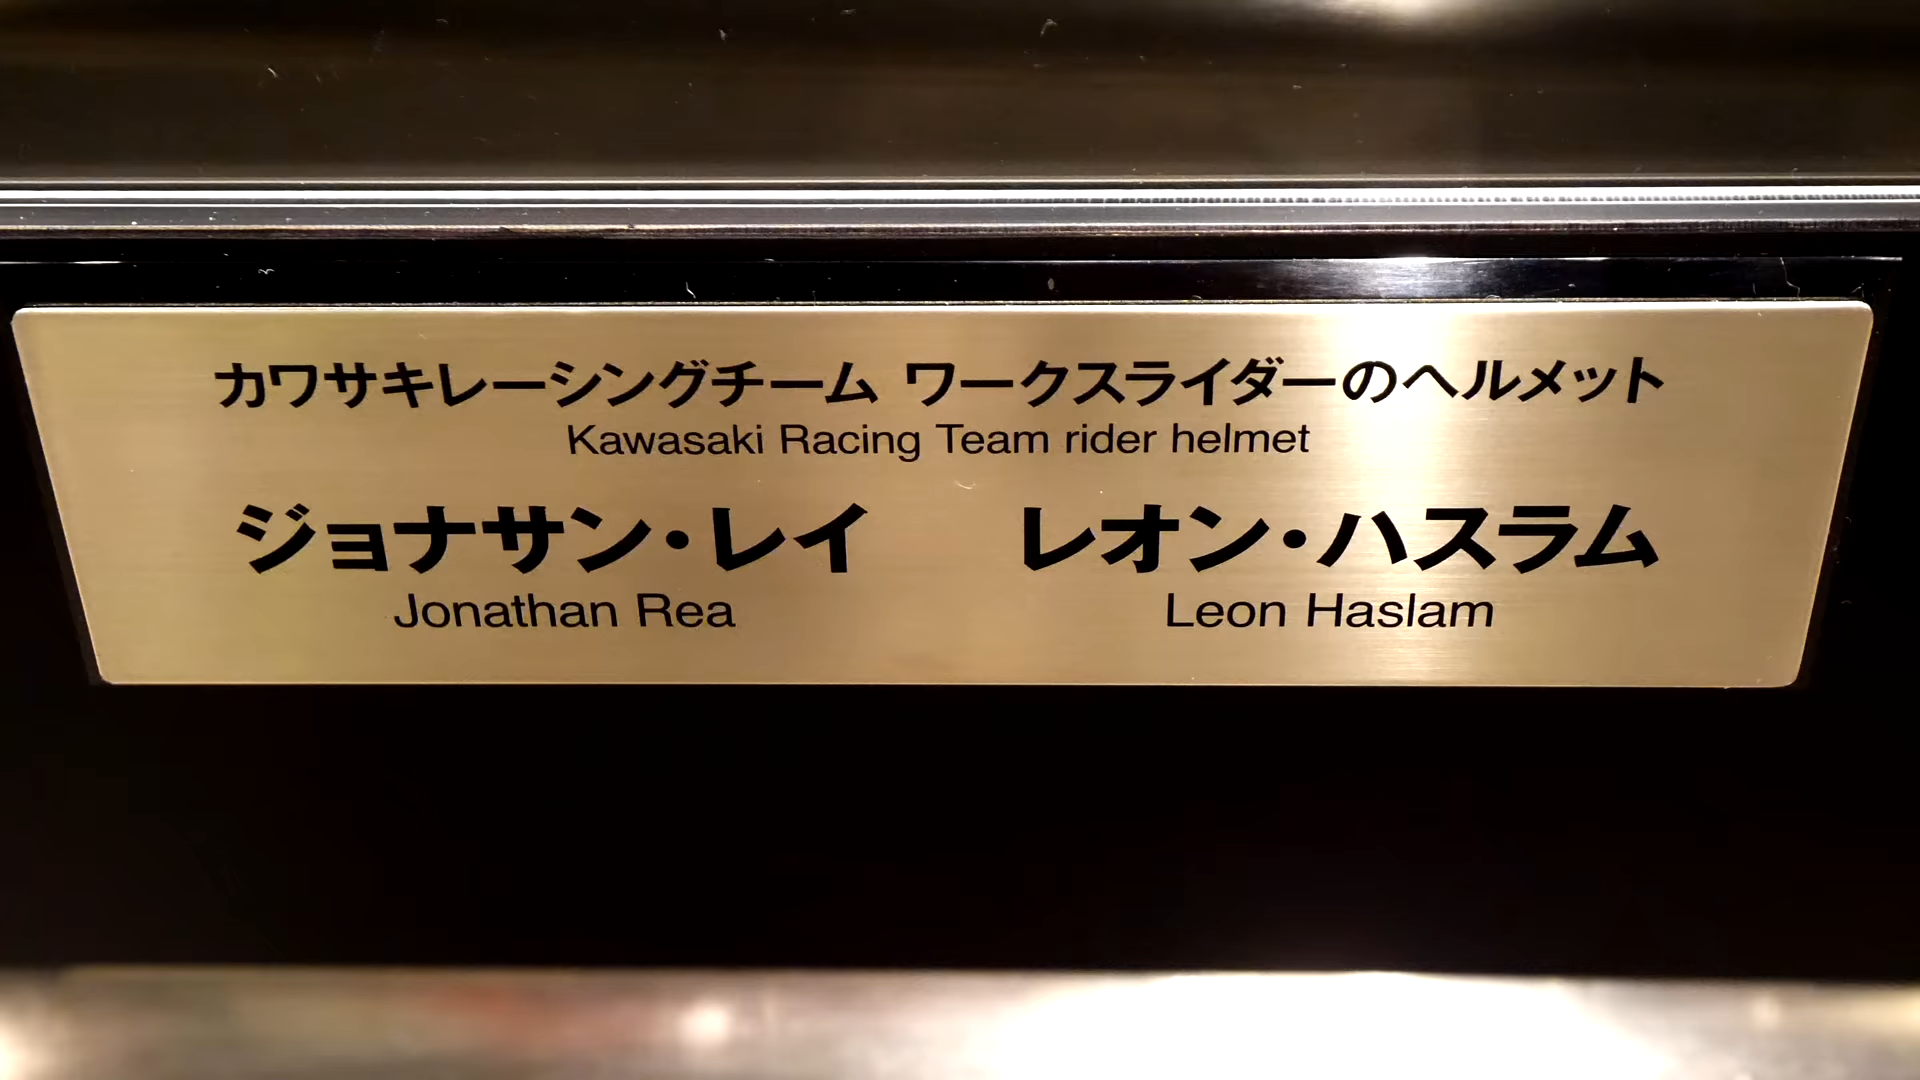 カワサキレーシングチーム ワークスライダーのヘルメット
Kawasaki Racing Team rider helmet
ジョナサン・レイ レオン・ハスラム
Jonathan Rea Leon Haslam